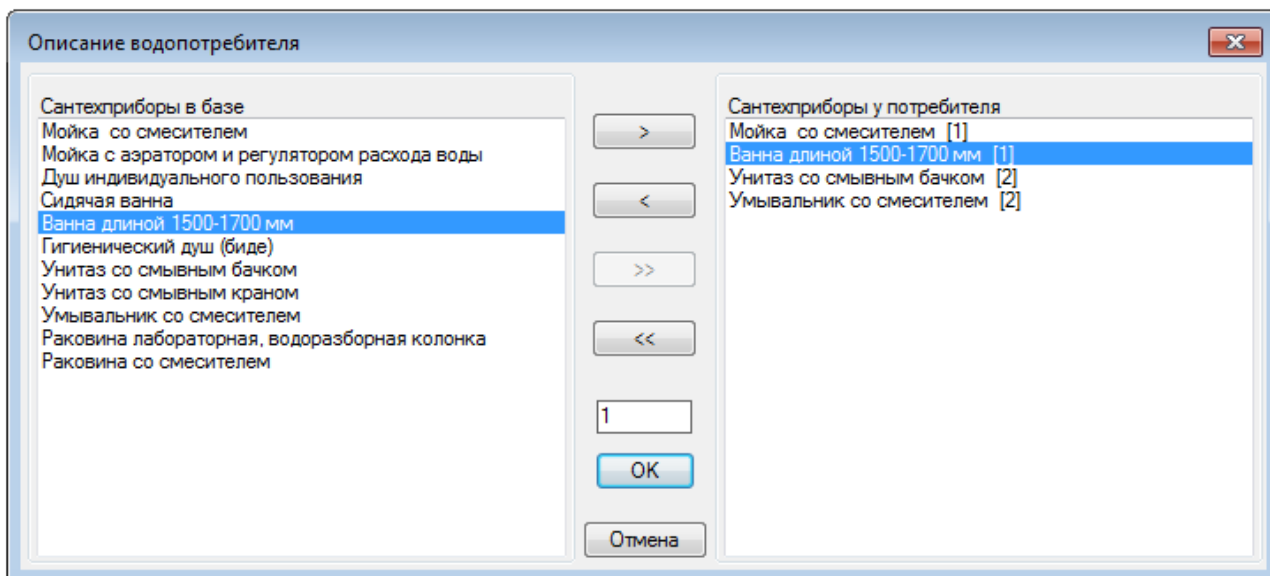 Описание водопотребителя
Сантехприборы в базе
Мойка со смесителем
Мойка с аэратором и регулятором расхода воды
Душ индивидуального пользования
Сидячая ванна
Ванна длиной 1500-1700 мм
Гигиенический душ (биде)
Унитаз со смывным бачком
Унитаз со смывным краном
Умывальник со смесителем
Раковина лабораторная, водоразборная колонка
Раковина со смесителем
>
<
>>
<<
1
OK
Отмена
Сантехприборы у потребителя
Мойка со смесителем [1]
Ванна длиной 1500-1700 мм [1]
Унитаз со смывным бачком [2]
Умывальник со смесителем [2]